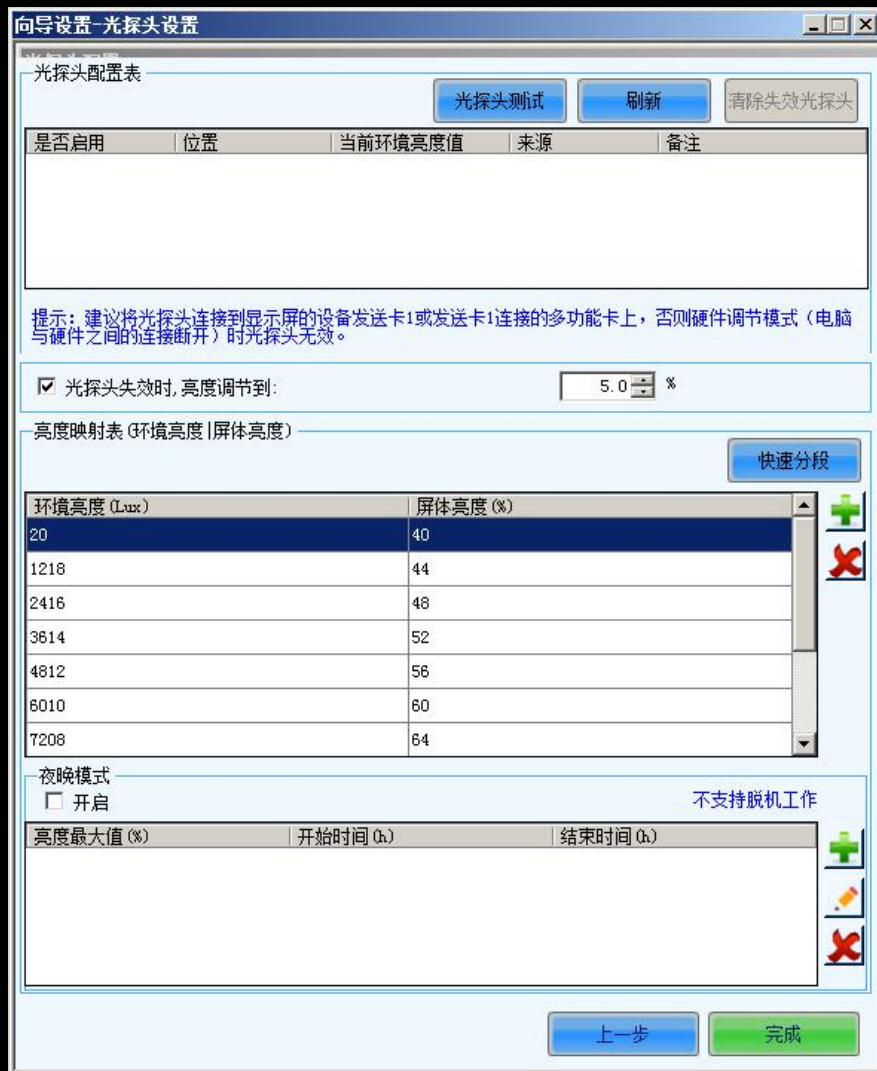 向导设置-光探头设置
光探头配置表
光探头测试
刷新
清除失效光探头
是否启用 位置 当前环境亮度值 来源 备注
提示：建议将光探头连接到显示屏的设备发送卡1或发送卡1连接的多功能卡上，否则硬件调节模式（电脑
与硬件之间的连接断开）时光探头无效。
光探头失效时,亮度调节到: 5.0 %
亮度映射表(环境亮度|屏体亮度)
快速分段
环境亮度(Lux) 屏体亮度(%)
20 40
1218 44
2416 48
3614 52
4812 56
6010 60
7208 64
夜晚模式
开启 不支持脱机工作
亮度最大值(%) 开始时间(h) 结束时间(h)
上一步 完成